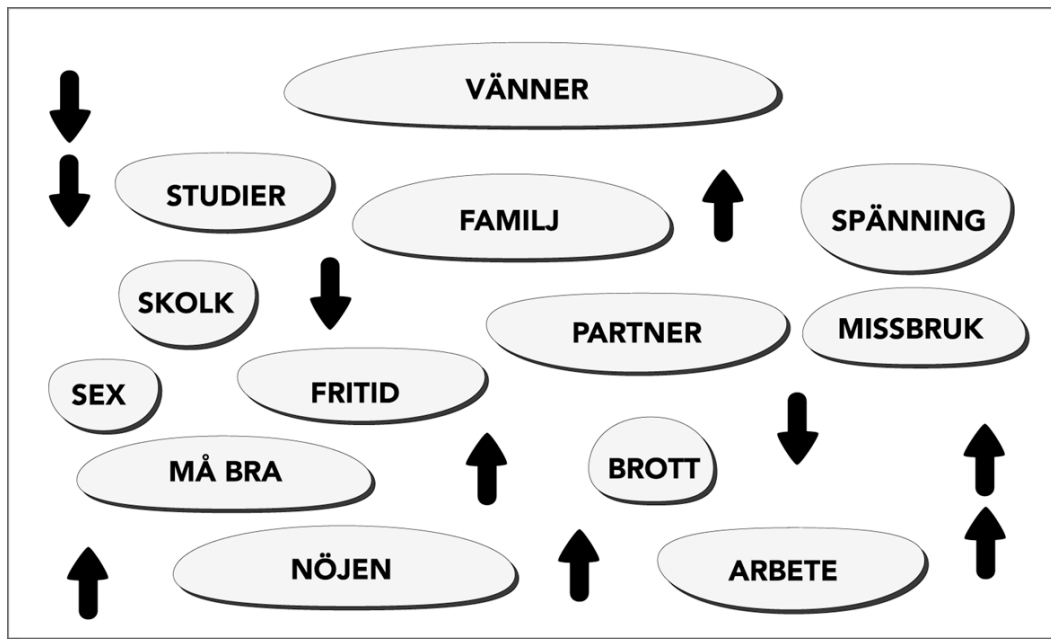 VÄNNER
STUDIER
FAMILJ
SPÄNNING
SKOLK
PARTNER
MISSBRUK
SEX
FRITID
MÅ BRA
BROTT
NÖJEN
ARBETE